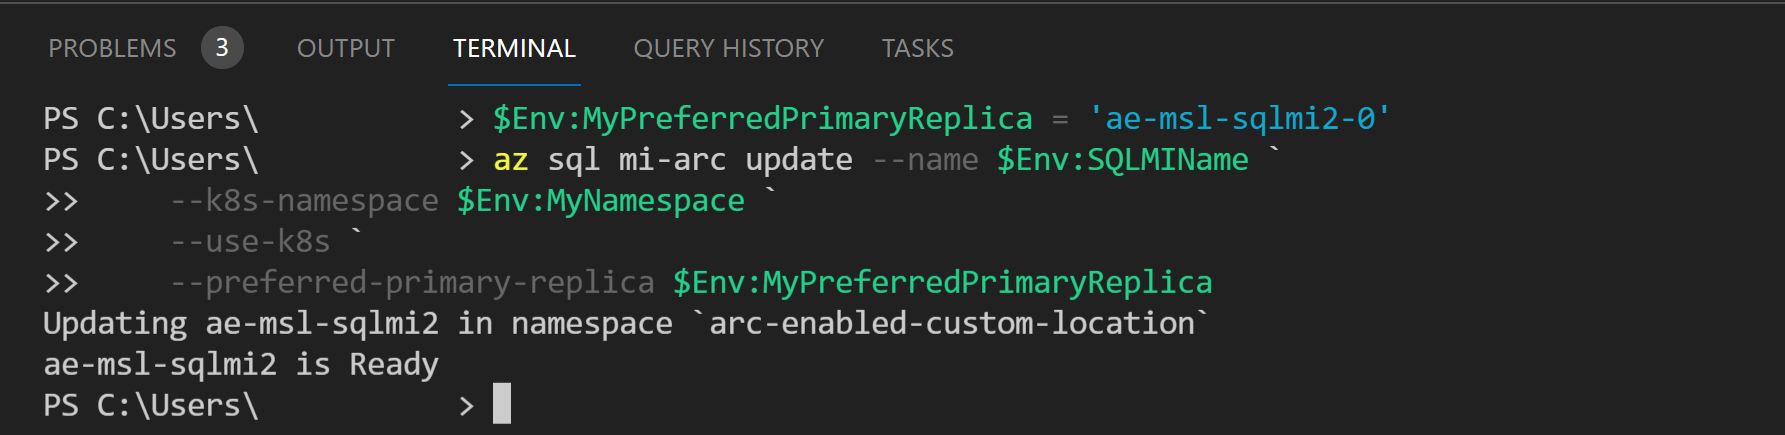 PROBLEMS 3 OUTPUT TERMINAL QUERY HISTORY TASKS
PS C:\Users\ > $Env:MyPreferredPrimaryReplica = 'ae-msl-sqlmi2-0'
PS C:\Users\ > az sql mi-arc update --name $Env:SQLMIName `
>> --k8s-namespace $Env:MyNamespace `
>> --use-k8s `
>> --preferred-primary-replica $Env:MyPreferredPrimaryReplica
Updating ae-msl-sqlmi2 in namespace `arc-enabled-custom-location`
ae-msl-sqlmi2 is Ready
PS C:\Users\ >